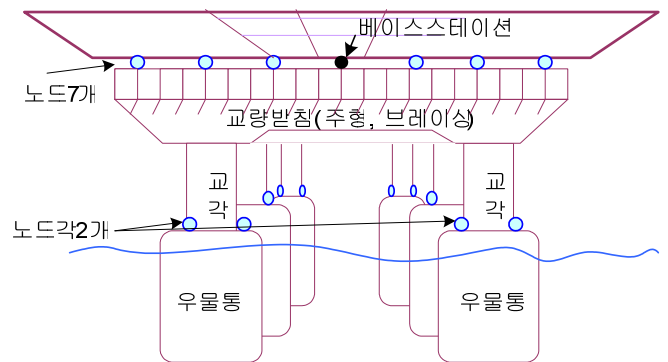 베이스스테이션
노드7개
교량받침(주형, 브레이싱)
교각
교각
노드각2개
우물통
우물통